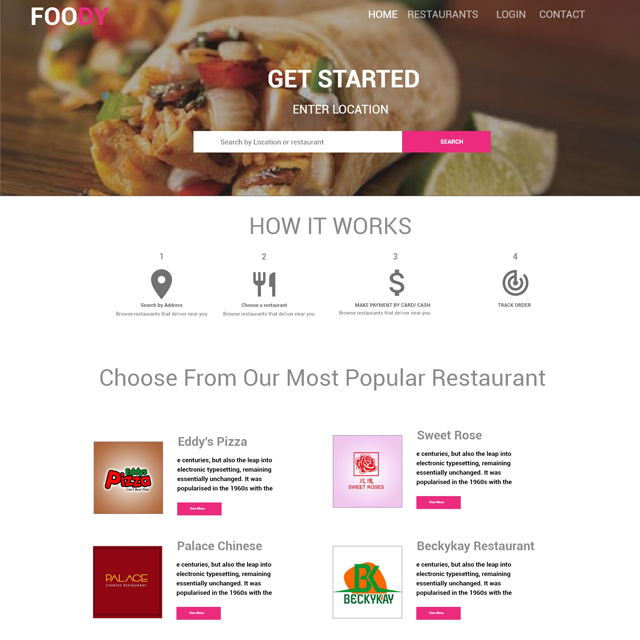 FOODY
HOME RESTAURANTS LOGIN CONTACT
GET STARTED
ENTER LOCATION
Search by Location or restaurant
SEARCH
HOW IT WORKS
1 2 3 4
Search by Address
Browse restaurants that deliver near you
Choose a restaurant
Browse restaurants that deliver near you
MAKE PAYMENT BY CARD/ CASH
Browse restaurants that deliver near you
TRACK ORDER
Choose From Our Most Popular Restaurant
Eddys
Pizza
Can't Beat That
Eddy's Pizza
e centuries, but also the leap into
electronic typesetting, remaining
essentially unchanged. It was
popularised in the 1960s with the
View Menu
玫瑰
SWEET ROSES
Sweet Rose
e centuries, but also the leap into
electronic typesetting, remaining
essentially unchanged. It was
popularised in the 1960s with the
View Menu
PALACE
CHINESE RESTAURANT
Palace Chinese
e centuries, but also the leap into
electronic typesetting, remaining
essentially unchanged. It was
popularised in the 1960s with the
View Menu
BK
BECKYKAY
Beckykay Restaurant
e centuries, but also the leap into
electronic typesetting, remaining
essentially unchanged. It was
popularised in the 1960s with the
View Menu